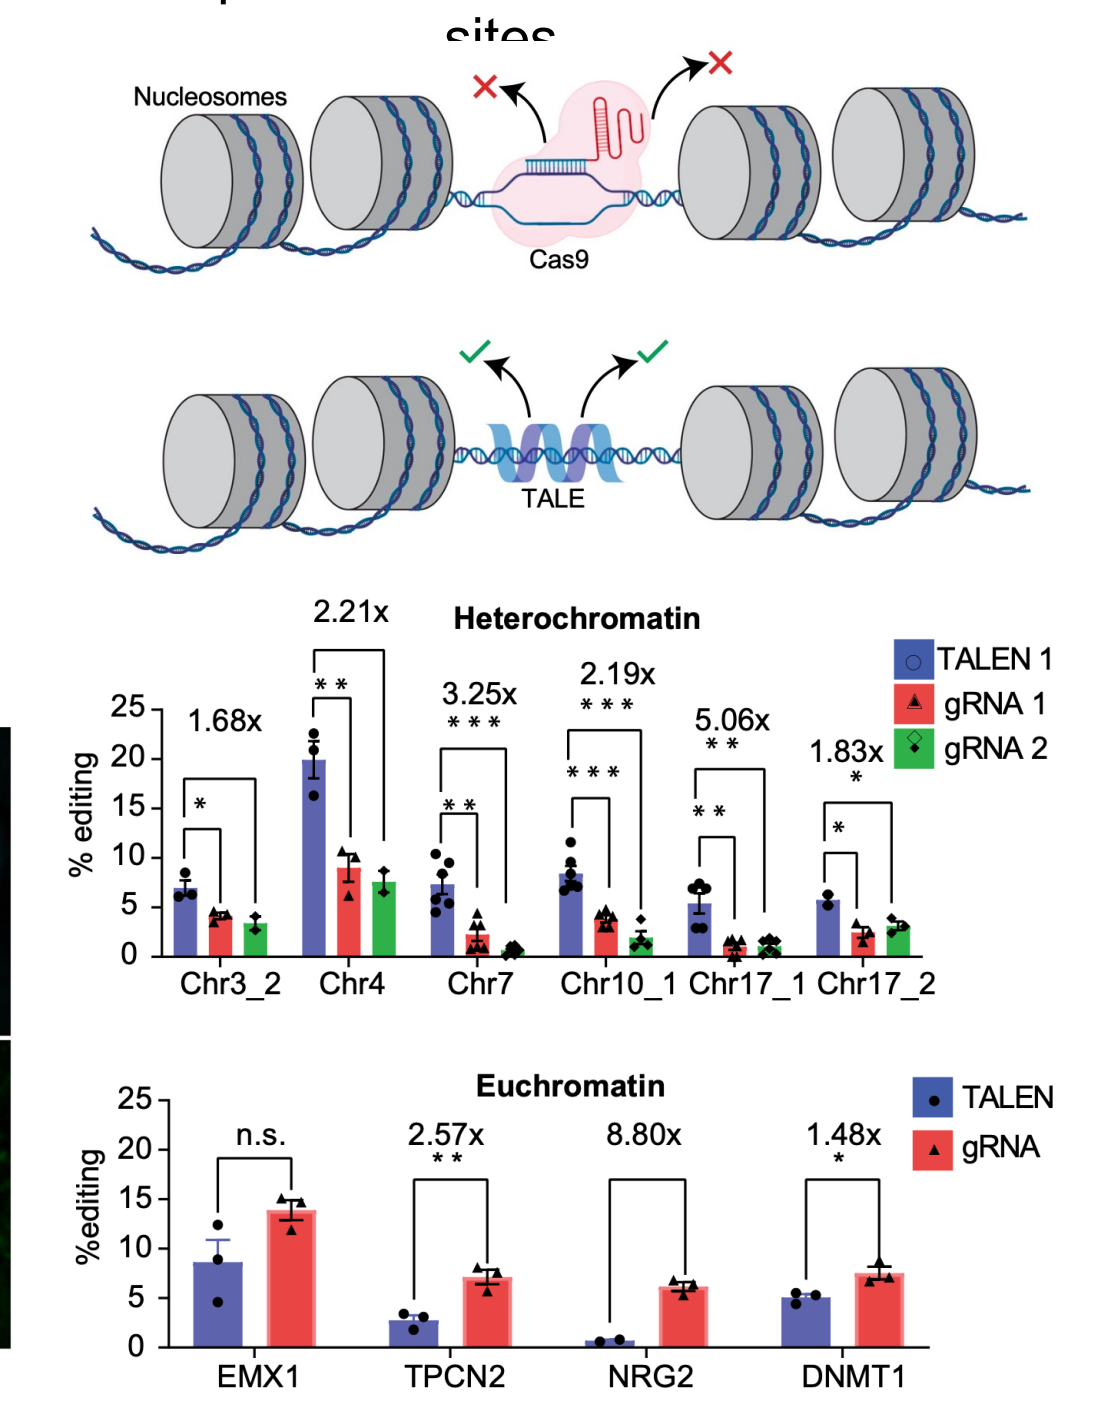 sites
Nucleosomes
Cas9
TALE
Heterochromatin
2.21x
1.68x
3.25x
2.19x
5.06x
1.83x
* * *
* * *
* *
*
* *
*
* *
* * *
* *
*
TALEN 1
gRNA 1
gRNA 2
% editing
25
20
15
10
5
0
Chr3_2 Chr4 Chr7 Chr10_1 Chr17_1 Chr17_2
Euchromatin
n.s. 2.57x 8.80x 1.48x
* * *
TALEN
gRNA
%editing
25
20
15
10
5
0
EMX1 TPCN2 NRG2 DNMT1